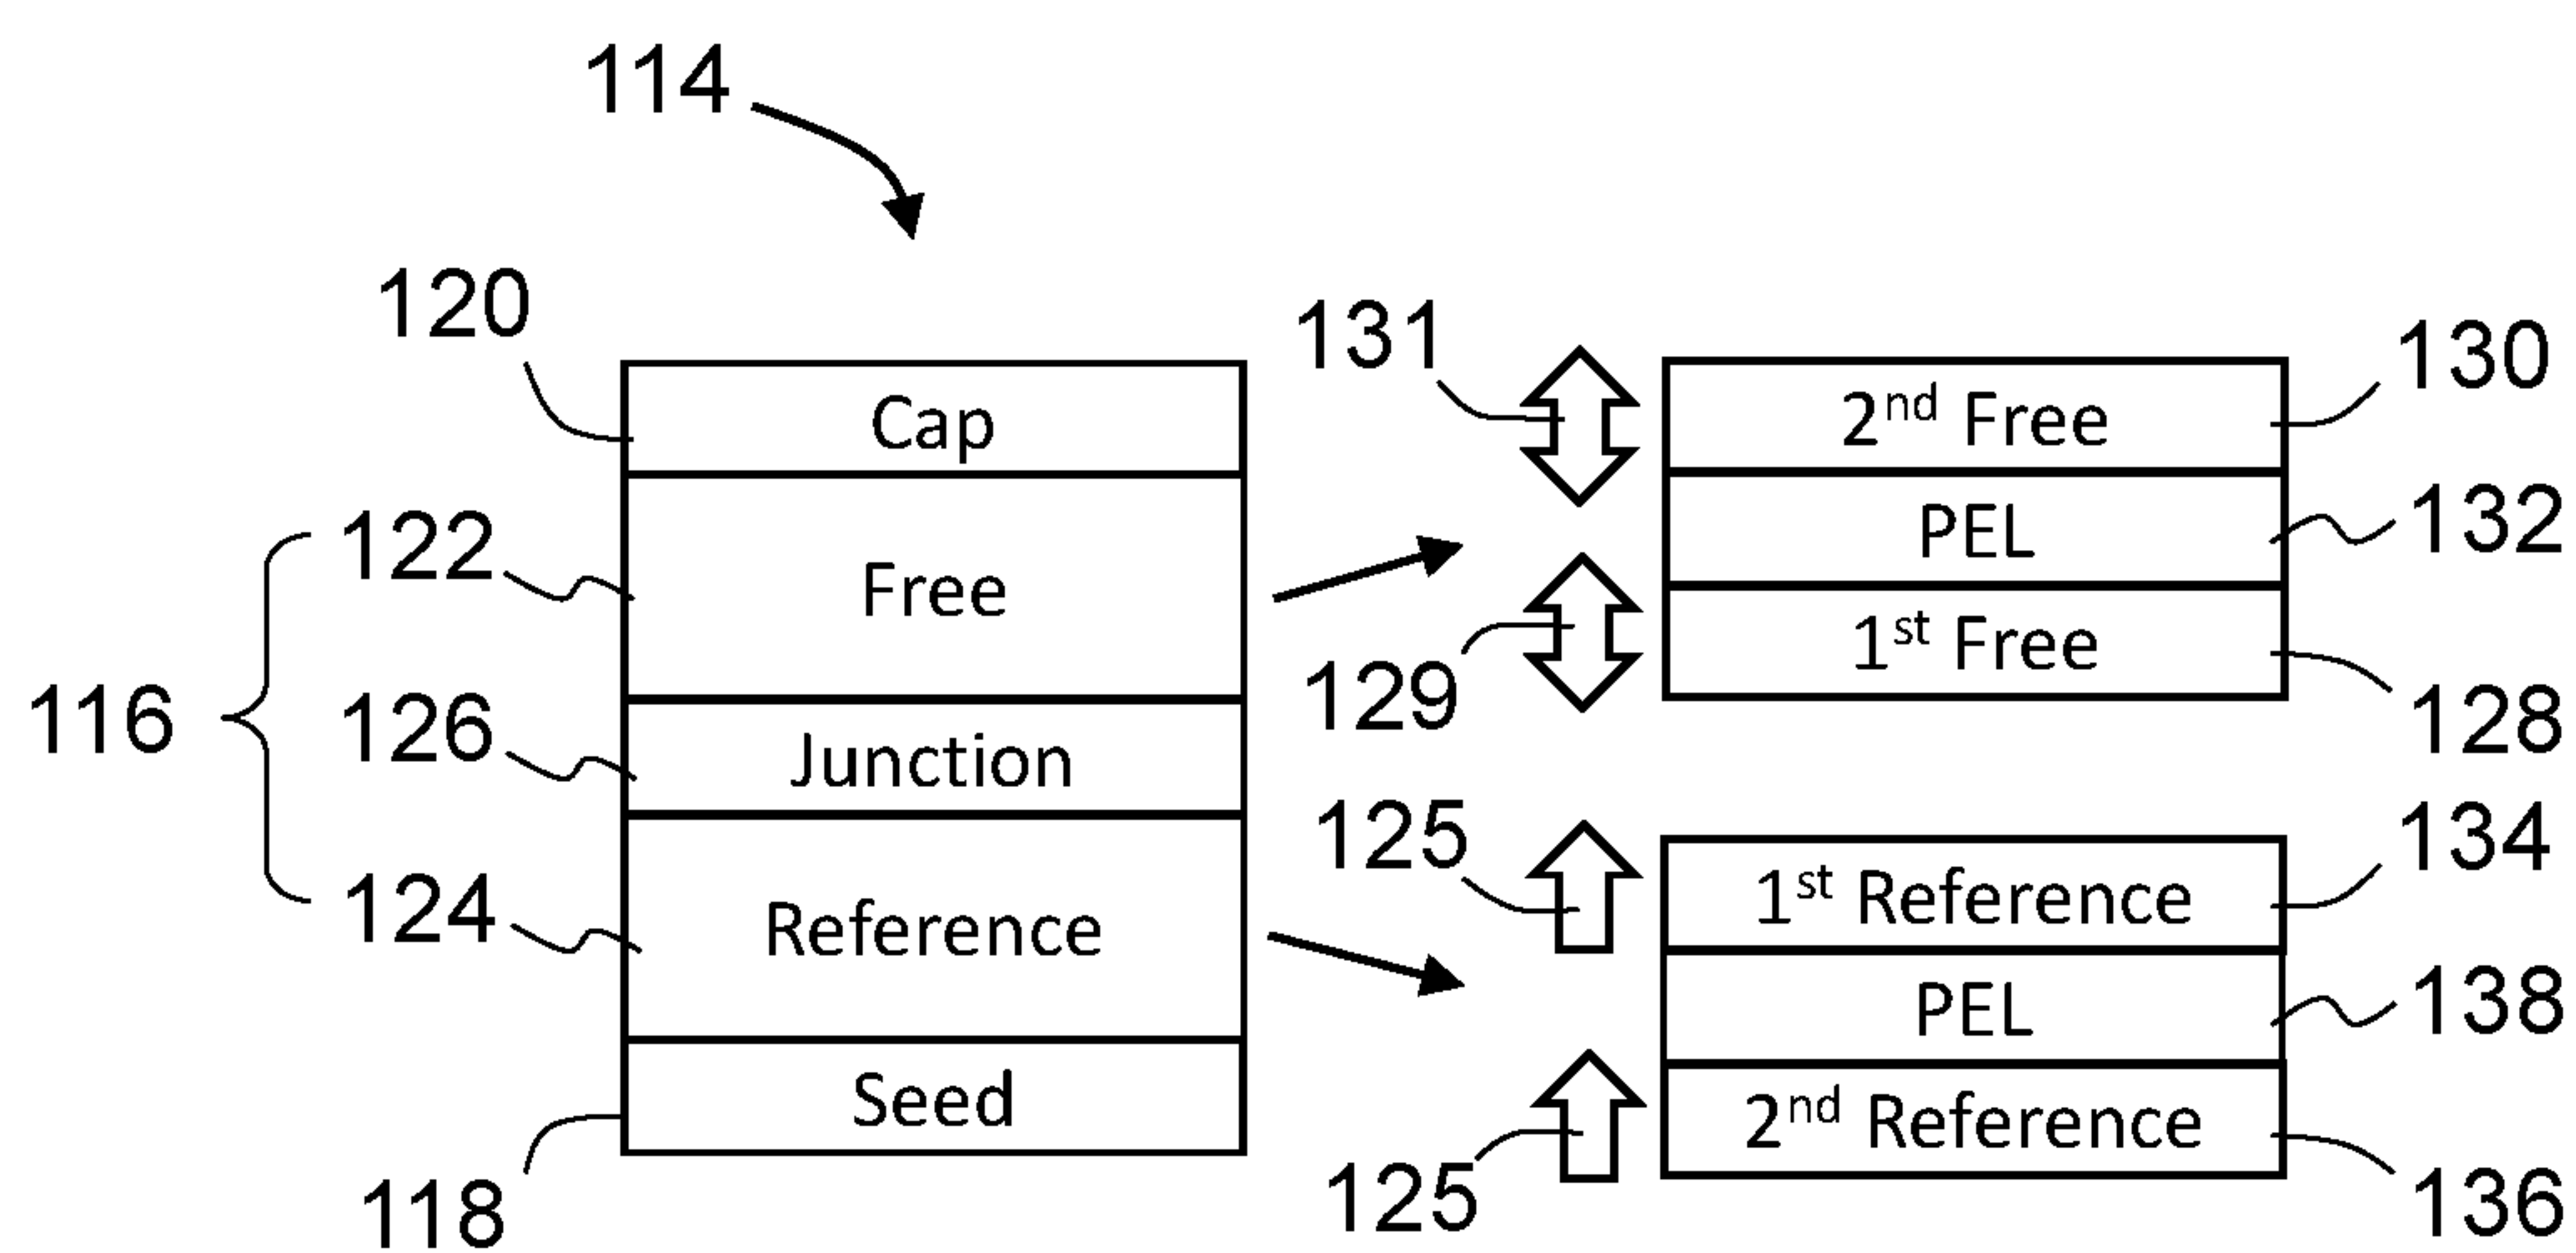 114
120
131
130
Cap
2nd Free
122
132
PEL
Free
1st Free
129
128
116
126
Junction
125
134
1st Reference
124
Reference
138
PEL
Seed
2nd Reference
118
125
136